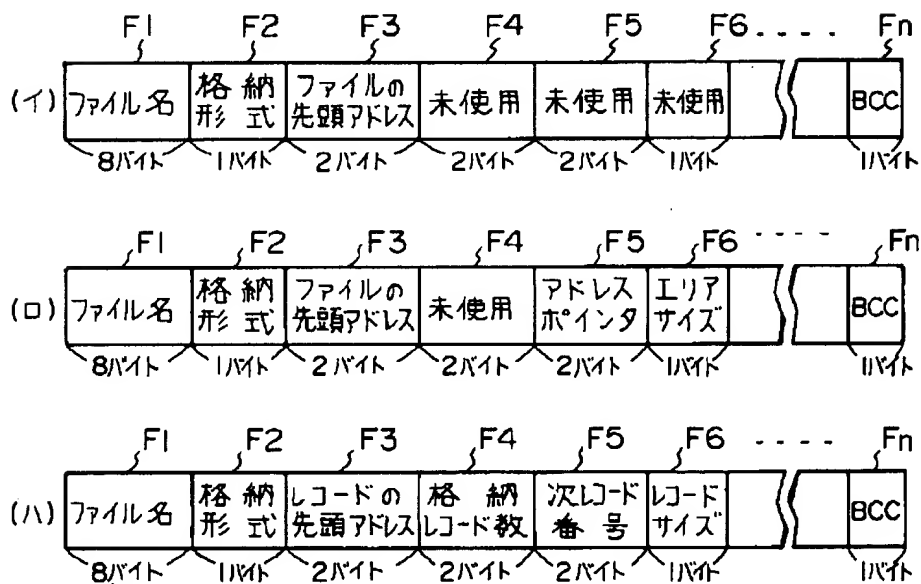 F1 F2 F3 F4 F5 F6 . . . . Fn
(イ) ファイル名 格納形式 ファイルの先頭アドレス 未使用 未使用 未使用 BCC
8バイト 1バイト 2バイト 2バイト 2バイト 1バイト 1バイト
F1 F2 F3 F4 F5 F6 - - - - Fn
(ロ) ファイル名 格納形式 ファイルの先頭アドレス 未使用 アドレスポインタ エリアサイズ BCC
8バイト 1バイト 2バイト 2バイト 2バイト 1バイト 1バイト
F1 F2 F3 F4 F5 F6 - - - - Fn
(ハ) ファイル名 格納形式 レコードの先頭アドレス 格納レコード数 次レコード番号 レコードサイズ BCC
8バイト 1バイト 2バイト 2バイト 2バイト 1バイト 1バイト